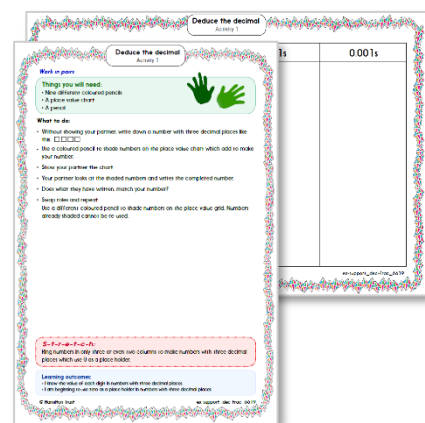 Deduce the decimal
Activity 1
1s
0.001s
ex-support_dec-frac_6619
Deduce the decimal
Activity 1
Work in pairs
Things you will need:
• Nine different coloured pencils
• A place value chart
• A pencil
What to do:
• Without showing your partner, write down a number with three decimal places like
this □.□□□
• Use a coloured pencil to shade numbers on the place value chart which add to make
your number.
• Show your partner the chart.
• Your partner looks at the shaded numbers and writes the completed number.
• Does what they have written, match your number?
• Swap roles and repeat.
Use a different coloured pencil to shade numbers on the place value grid. Numbers
already shaded cannot be re-used.
S-t-r-e-t-c-h:
Ring numbers in only three or even two columns to make numbers with three decimal
places which use 0 as a place holder.
Learning outcomes:
• I know the value of each digit in numbers with three decimal places.
• I am beginning to use zero as a place holder in numbers with three decimal places.
© Hamilton Trust
ex-support_dec-frac_6619